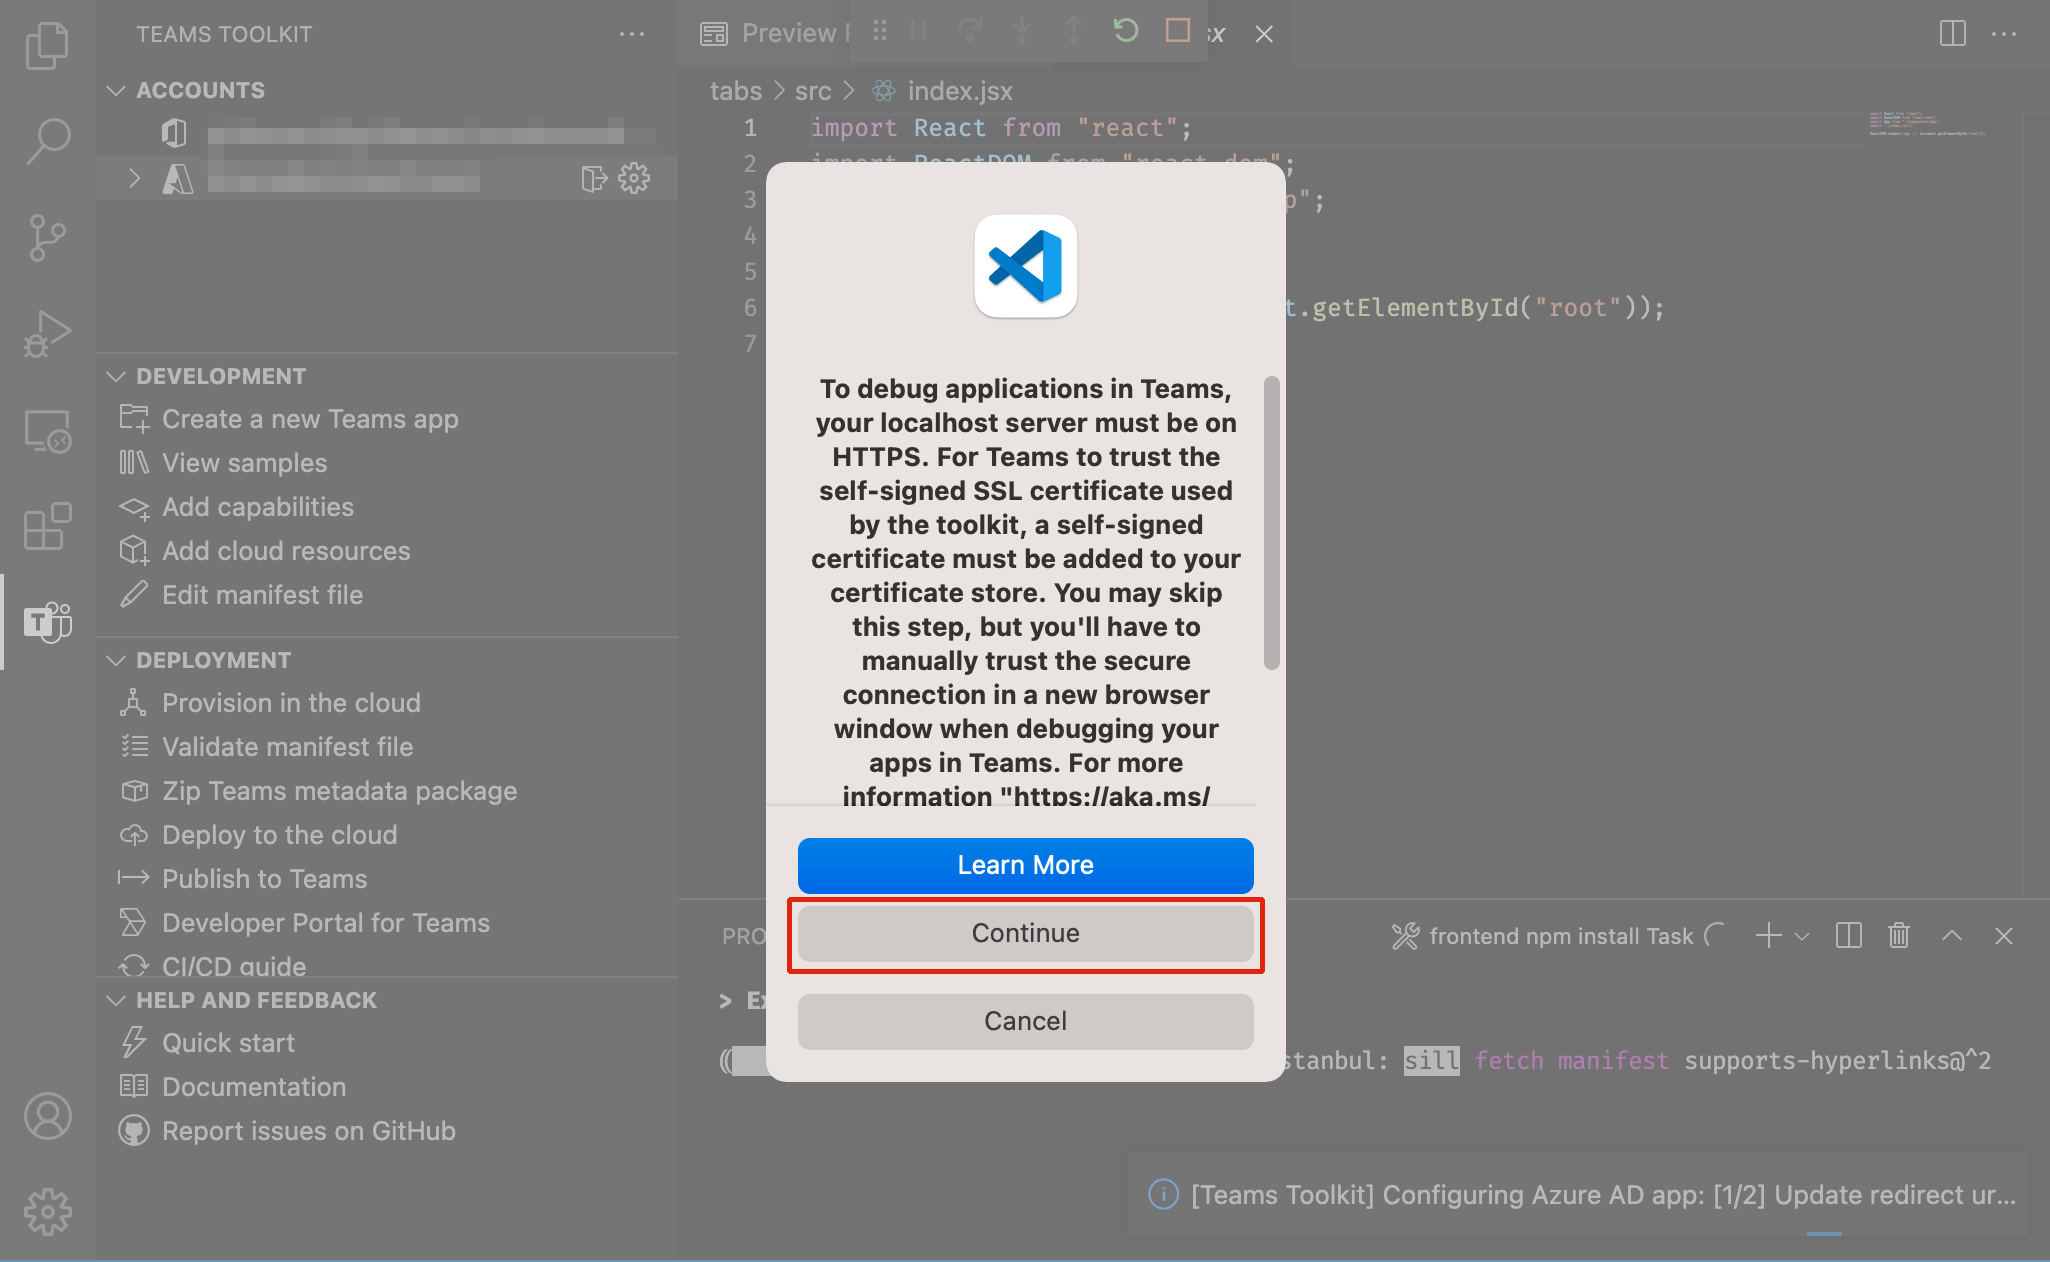 TEAMS TOOLKIT
ACCOUNTS
DEVELOPMENT
Create a new Teams app
View samples
Add capabilities
Add cloud resources
Edit manifest file
DEPLOYMENT
Provision in the cloud
Validate manifest file
Zip Teams metadata package
Deploy to the cloud
Publish to Teams
Developer Portal for Teams
CI/CD guide
HELP AND FEEDBACK
Quick start
Documentation
Report issues on GitHub
Preview
tabs > src > index.jsx
1 import React from "react";
2 import ReactDOM from "react-dom";
3 p";
4
5
6 t.getElementById("root"));
7
To debug applications in Teams,
your localhost server must be on
HTTPS. For Teams to trust the
self-signed SSL certificate used
by the toolkit, a self-signed
certificate must be added to your
certificate store. You may skip
this step, but you'll have to
manually trust the secure
connection in a new browser
window when debugging your
apps in Teams. For more
information "https://aka.ms/
Learn More
Continue
Cancel
frontend npm install Task
stanbul: sill fetch manifest supports-hyperlinks@^2
[Teams Toolkit] Configuring Azure AD app: [1/2] Update redirect ur...